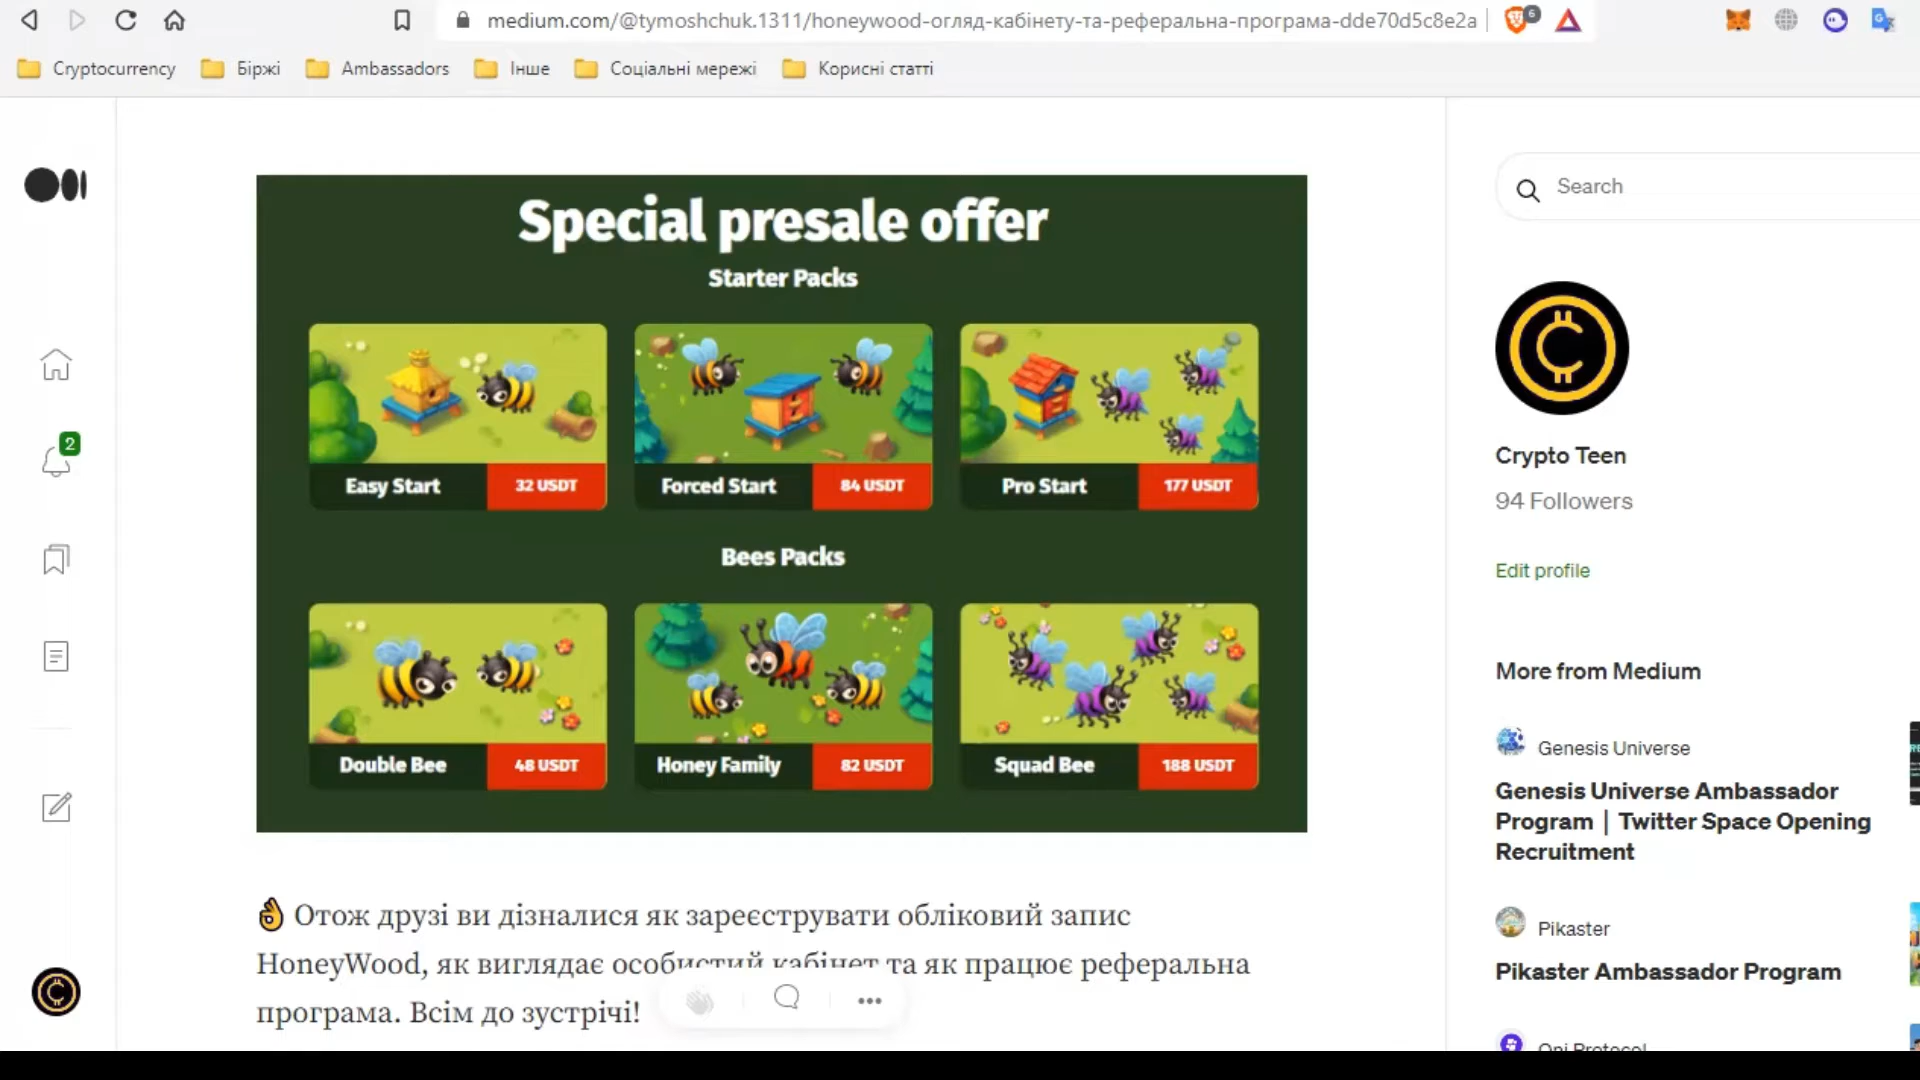 medium.com/@tymoshchuk.1311/honeywood-огляд-кабінету-та-реферальна-програма-dde70d5c8e2a
6
Cryptocurrency
Біржі
Ambassadors
Інше
Соціальні мережі
Корисні статті
2
Special presale offer
Starter Packs
Easy Start
32 USDT
Forced Start
84 USDT
Pro Start
177 USDT
Bees Packs
Double Bee
48 USDT
Honey Family
82 USDT
Squad Bee
188 USDT
👌 Отож друзі ви дізналися як зареєструвати обліковий запис
HoneyWood, як виглядає особистий кабінет та як працює реферальна
програма. Всім до зустрічі!
Search
Crypto Teen
94 Followers
Edit profile
More from Medium
Genesis Universe
Genesis Universe Ambassador
Program | Twitter Space Opening
Recruitment
Pikaster
Pikaster Ambassador Program